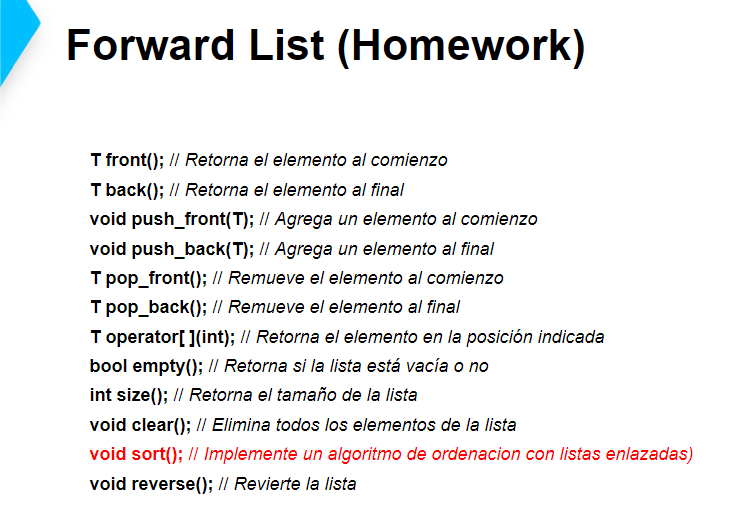 Forward List (Homework)
T front(); // Retorna el elemento al comienzo
T back(); // Retorna el elemento al final
void push_front(T); // Agrega un elemento al comienzo
void push_back(T); // Agrega un elemento al final
T pop_front(); // Remueve el elemento al comienzo
T pop_back(); // Remueve el elemento al final
T operator[ ](int); // Retorna el elemento en la posición indicada
bool empty(); // Retorna si la lista está vacía o no
int size(); // Retorna el tamaño de la lista
void clear(); // Elimina todos los elementos de la lista
void sort(); // Implemente un algoritmo de ordenacion con listas enlazadas)
void reverse(); // Revierte la lista